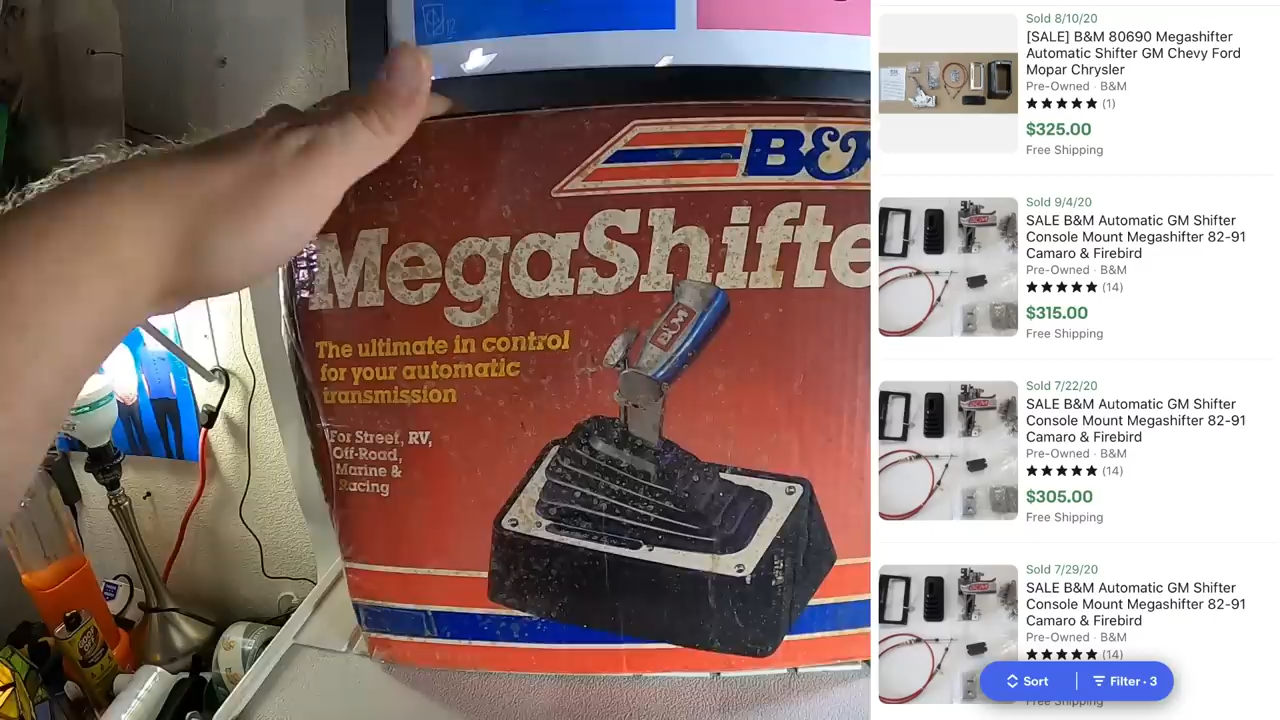 B&
MegaShifte
The ultimate in control
for your automatic
transmission
For Street, RV,
Off-Road,
Marine &
Racing
B&M
Sold 8/10/20
[SALE] B&M 80690 Megashifter
Automatic Shifter GM Chevy Ford
Mopar Chrysler
Pre-Owned · B&M
(1)
$325.00
Free Shipping
Sold 9/4/20
SALE B&M Automatic GM Shifter
Console Mount Megashifter 82-91
Camaro & Firebird
Pre-Owned · B&M
(14)
$315.00
Free Shipping
Sold 7/22/20
SALE B&M Automatic GM Shifter
Console Mount Megashifter 82-91
Camaro & Firebird
Pre-Owned · B&M
(14)
$305.00
Free Shipping
Sold 7/29/20
SALE B&M Automatic GM Shifter
Console Mount Megashifter 82-91
Camaro & Firebird
Pre-Owned · B&M
(14)
Sort
Filter · 3
Free Shipping